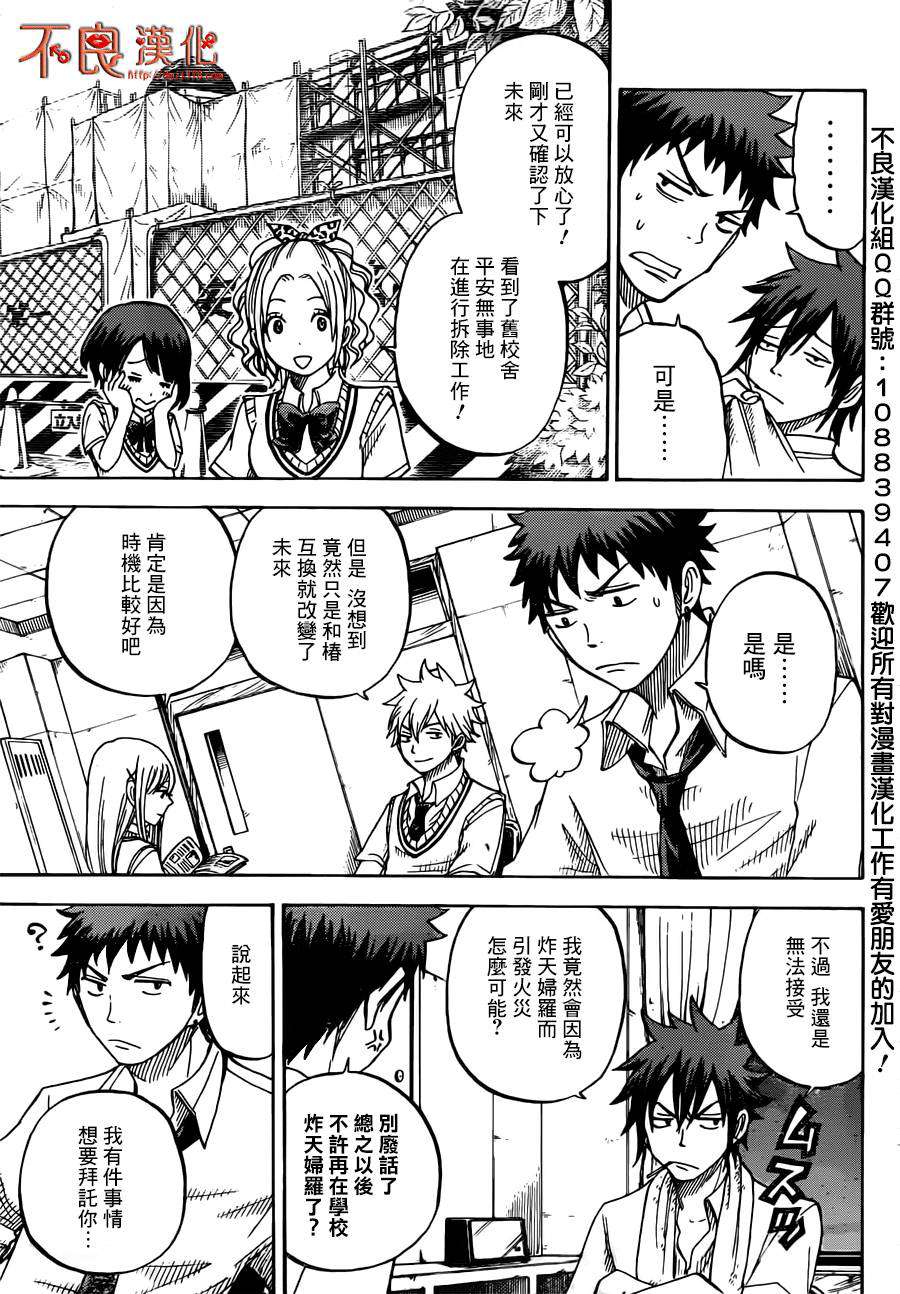 不良漢化
不良漢化組QQ群號：108839407歡迎所有對漫畫漢化工作有愛朋友的加入！
………
可是……
已經可以放心了！
剛才又確認了下
未來
看到了舊校舍
平安無事地
在進行拆除工作！
立入
是……
是嗎
但是 沒想到
竟然只是和椿
互換就改變了
未來
肯定是因為
時機比較好吧
不過 我還是
無法接受
ムスッ
我竟然會因為
炸天婦羅而
引發火災
怎麼可能？
別廢話了
總之以後
不許再在學校
炸天婦羅了？
說起來
？
我有件事情
想要拜託你…